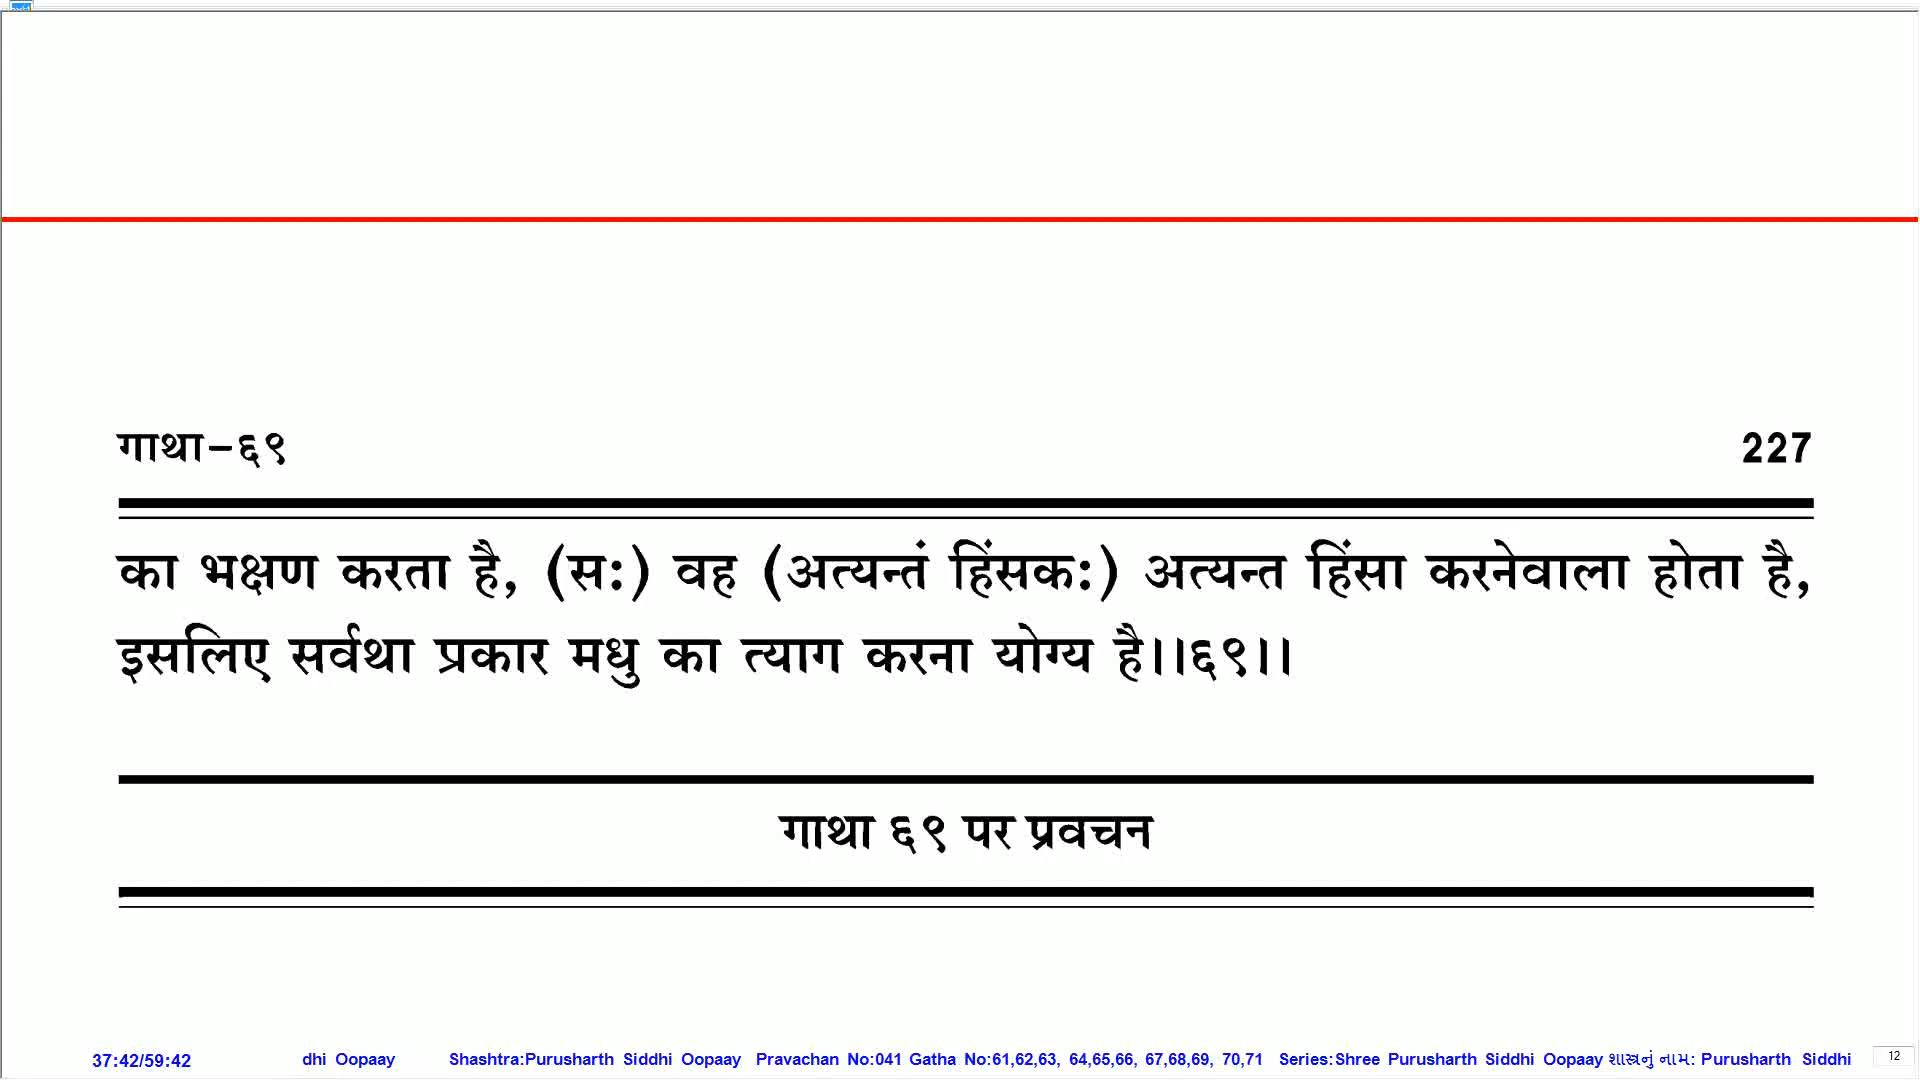 गाथा-६९ 227
का भक्षण करता है, (सः) वह (अत्यन्तं हिंसकः) अत्यन्त हिंसा करनेवाला होता है,
इसलिए सर्वथा प्रकार मधु का त्याग करना योग्य है।।६९।।
गाथा ६९ पर प्रवचन
37:42/59:42 dhi Oopaay Shashtra:Purusharth Siddhi Oopaay Pravachan No:041 Gatha No:61,62,63, 64,65,66, 67,68,69, 70,71 Series:Shree Purusharth Siddhi Oopaay શાસ્ત્રનું નામ: Purusharth Siddhi 12